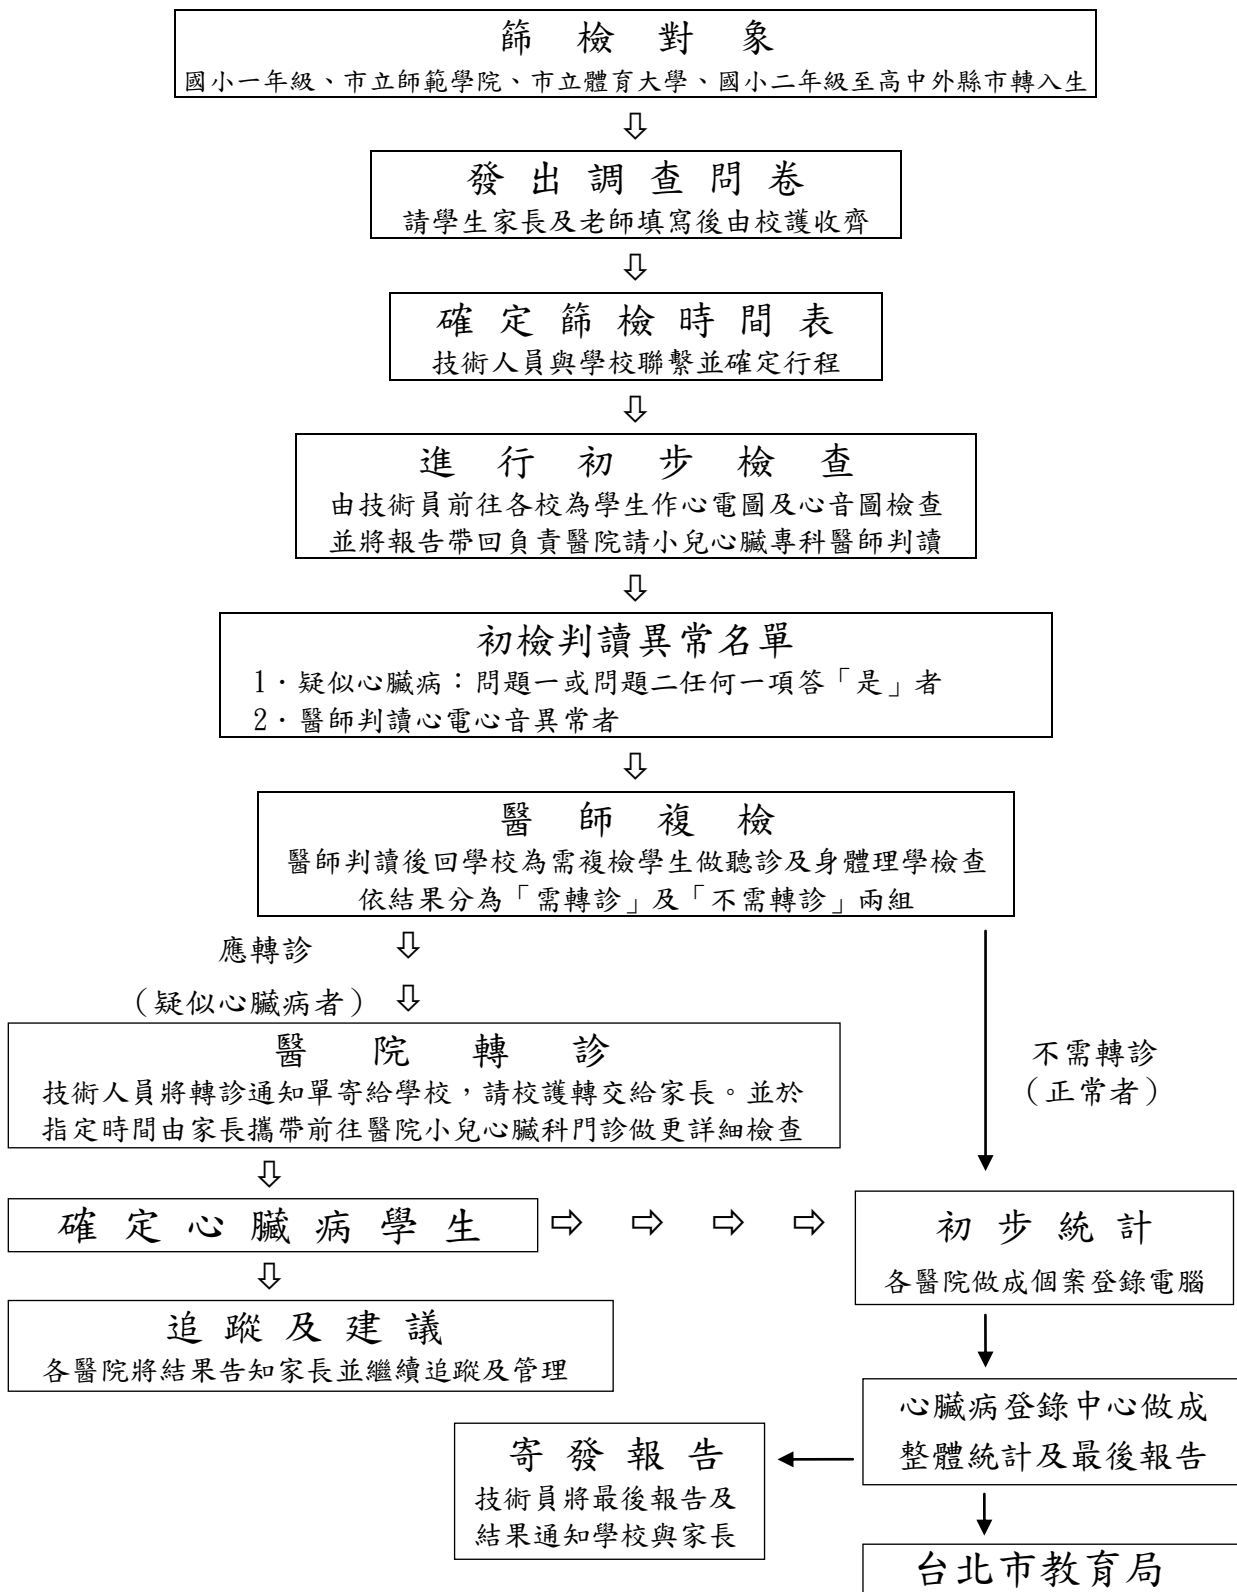 篩檢對象
國小一年級、市立師範學院、市立體育大學、國小二年級至高中外縣市轉入生
發出調查問卷
請學生家長及老師填寫後由校護收齊
確定篩檢時間表
技術人員與學校聯繫並確定行程
進行初步檢查
由技術員前往各校為學生作心電圖及心音圖檢查
並將報告帶回負責醫院請小兒心臟專科醫師判讀
初檢判讀異常名單
1．疑似心臟病：問題一或問題二任何一項答「是」者
2．醫師判讀心電心音異常者
醫師複檢
醫師判讀後回學校為需複檢學生做聽診及身體理學檢查
依結果分為「需轉診」及「不需轉診」兩組
應轉診
（疑似心臟病者）
醫院轉診
技術人員將轉診通知單寄給學校，請校護轉交給家長。並於
指定時間由家長攜帶前往醫院小兒心臟科門診做更詳細檢查
不需轉診
（正常者）
確定心臟病學生
初步統計
各醫院做成個案登錄電腦
追蹤及建議
各醫院將結果告知家長並繼續追蹤及管理
心臟病登錄中心做成
整體統計及最後報告
寄發報告
技術員將最後報告及
結果通知學校與家長
台北市教育局